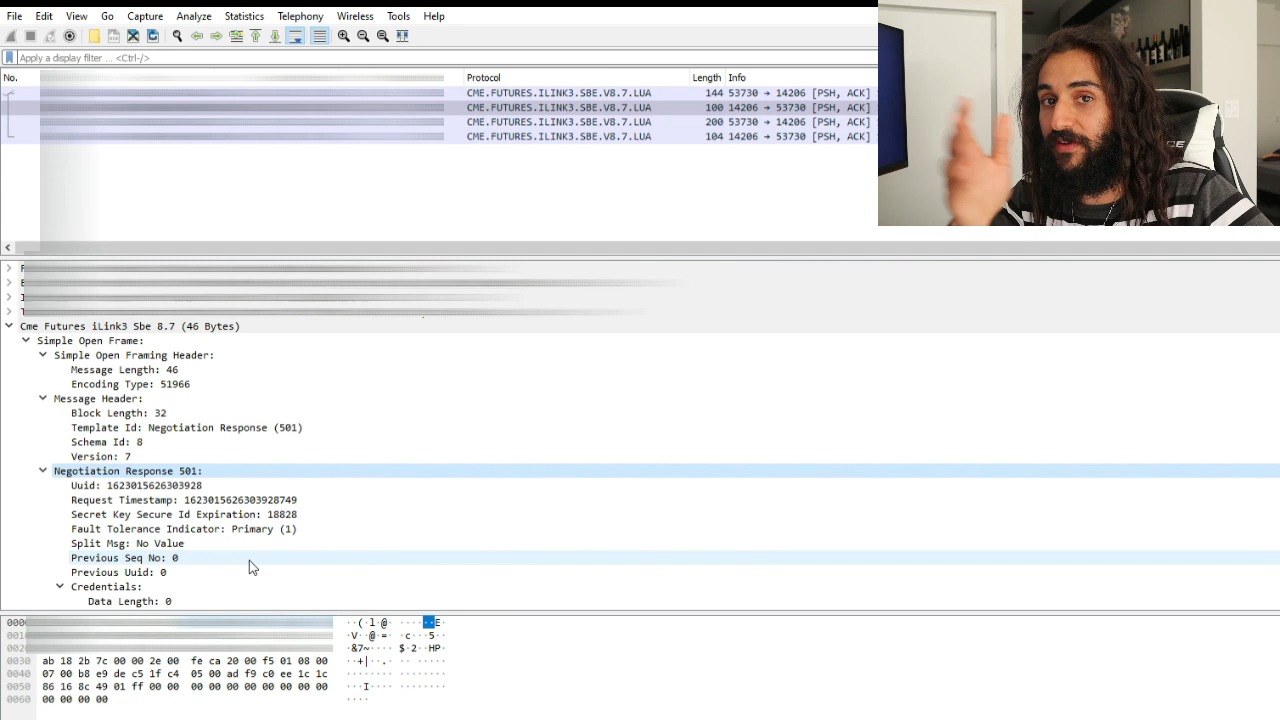 File Edit View Go Capture Analyze Statistics Telephony Wireless Tools Help
Apply a display filter ... <Ctrl-/>
No. Protocol Length Info
CME.FUTURES.ILINK3.SBE.V8.7.LUA 144 53730 → 14206 [PSH, ACK]
CME.FUTURES.ILINK3.SBE.V8.7.LUA 100 14206 → 53730 [PSH, ACK]
CME.FUTURES.ILINK3.SBE.V8.7.LUA 200 53730 → 14206 [PSH, ACK]
CME.FUTURES.ILINK3.SBE.V8.7.LUA 104 14206 → 53730 [PSH, ACK]
Cme Futures iLink3 Sbe 8.7 (46 Bytes)
Simple Open Frame:
Simple Open Framing Header:
Message Length: 46
Encoding Type: 51966
Message Header:
Block Length: 32
Template Id: Negotiation Response (501)
Schema Id: 8
Version: 7
Negotiation Response 501:
Uuid: 1623015626303928
Request Timestamp: 1623015626303928749
Secret Key Secure Id Expiration: 18828
Fault Tolerance Indicator: Primary (1)
Split Msg: No Value
Previous Seq No: 0
Previous Uuid: 0
Credentials:
Data Length: 0
0000 ··(·l·@ ······E·
0010 V··@·= ·c···5·
0020 ·&7~·· $·2··HP·
0030 ab 18 2b 7c 00 00 2e 00 fe ca 20 00 f5 01 08 00 ··+|··.· ·· ·····
0040 07 00 b8 e9 de c5 1f c4 05 00 ad f9 c0 ee 1c 1c ········ ········
0050 86 16 8c 49 01 ff 00 00 00 00 00 00 00 00 00 00 ···I···· ········
0060 00 00 00 00 ····